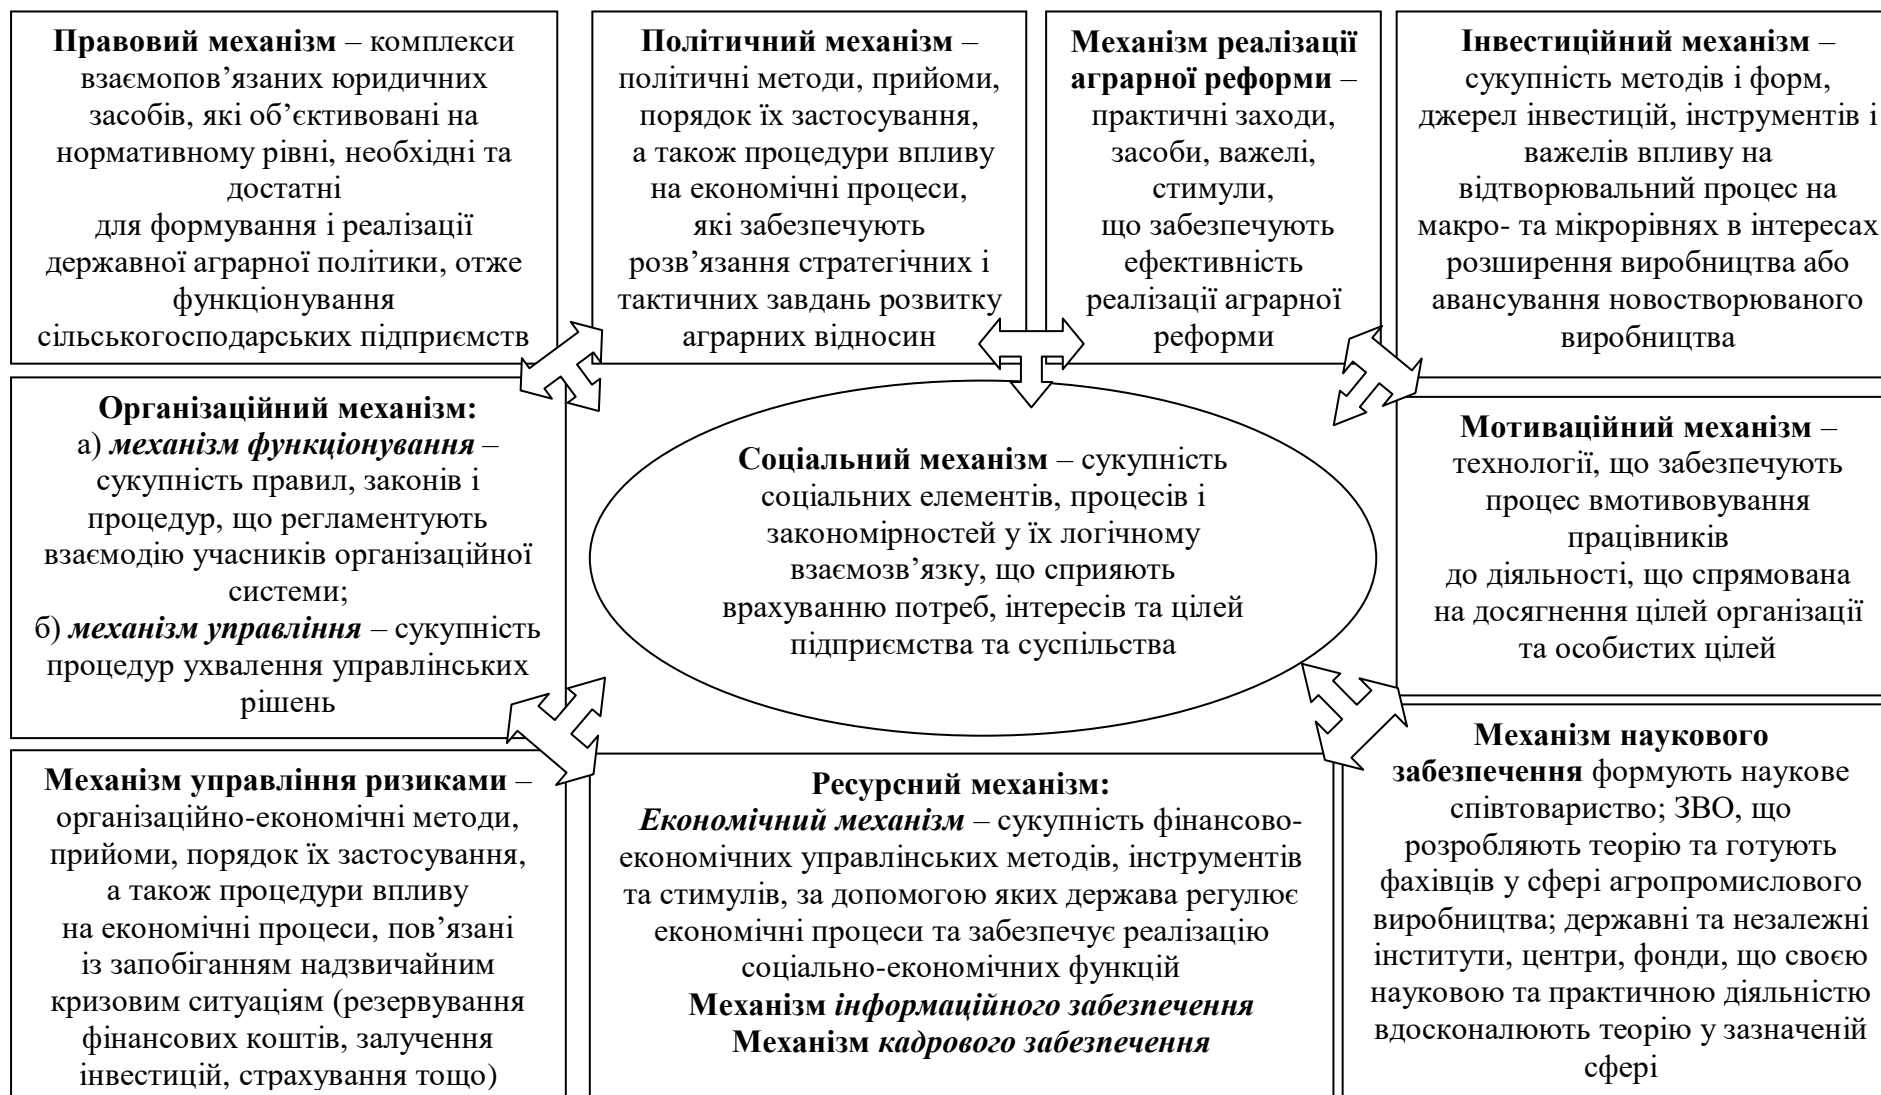 Правовий механізм – комплекси
взаємопов’язаних юридичних
засобів, які об’єктивовані на
нормативному рівні, необхідні та
достатні
для формування і реалізації
державної аграрної політики, отже
функціонування
сільськогосподарських підприємств
Політичний механізм –
політичні методи, прийоми,
порядок їх застосування,
а також процедури впливу
на економічні процеси,
які забезпечують
розв’язання стратегічних і
тактичних завдань розвитку
аграрних відносин
Механізм реалізації
аграрної реформи –
практичні заходи,
засоби, важелі,
стимули,
що забезпечують
ефективність
реалізації аграрної
реформи
Інвестиційний механізм –
сукупність методів і форм,
джерел інвестицій, інструментів і
важелів впливу на
відтворювальний процес на
макро- та мікрорівнях в інтересах
розширення виробництва або
авансування новостворюваного
виробництва
Організаційний механізм:
а) механізм функціонування –
сукупність правил, законів і
процедур, що регламентують
взаємодію учасників організаційної
системи;
б) механізм управління – сукупність
процедур ухвалення управлінських
рішень
Соціальний механізм – сукупність
соціальних елементів, процесів і
закономірностей у їх логічному
взаємозв’язку, що сприяють
врахуванню потреб, інтересів та цілей
підприємства та суспільства
Мотиваційний механізм –
технології, що забезпечують
процес вмотивовування
працівників
до діяльності, що спрямована
на досягнення цілей організації
та особистих цілей
Механізм управління ризиками –
організаційно-економічні методи,
прийоми, порядок їх застосування,
а також процедури впливу
на економічні процеси, пов’язані
із запобіганням надзвичайним
кризовим ситуаціям (резервування
фінансових коштів, залучення
інвестицій, страхування тощо)
Ресурсний механізм:
Економічний механізм – сукупність фінансово-
економічних управлінських методів, інструментів
та стимулів, за допомогою яких держава регулює
економічні процеси та забезпечує реалізацію
соціально-економічних функцій
Механізм інформаційного забезпечення
Механізм кадрового забезпечення
Механізм наукового
забезпечення формують наукове
співтовариство; ЗВО, що
розробляють теорію та готують
фахівців у сфері агропромислового
виробництва; державні та незалежні
інститути, центри, фонди, що своєю
науковою та практичною діяльністю
вдосконалюють теорію у зазначеній
сфері